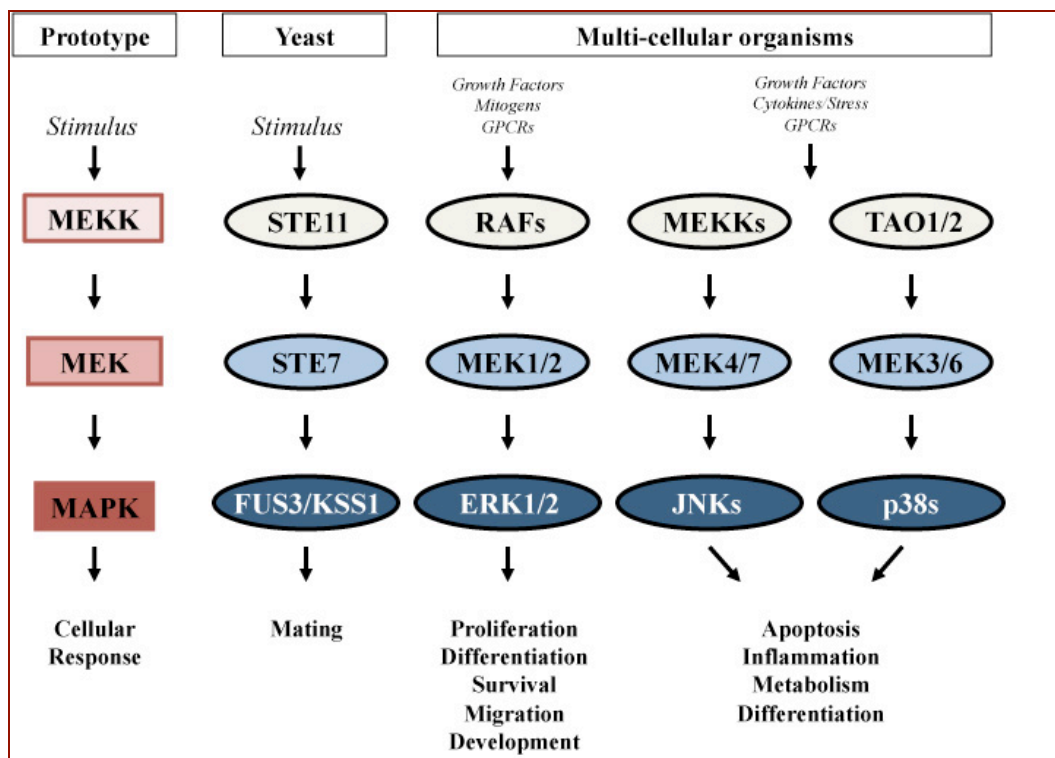 Prototype
Yeast
Multi-cellular organisms
Stimulus
Stimulus
Growth Factors
Mitogens
GPCRs
Growth Factors
Cytokines/Stress
GPCRs
MEKK
STE11
RAFs
MEKKs
TAO1/2
MEK
STE7
MEK1/2
MEK4/7
MEK3/6
MAPK
FUS3/KSS1
ERK1/2
JNKs
p38s
Cellular
Response
Mating
Proliferation
Differentiation
Survival
Migration
Development
Apoptosis
Inflammation
Metabolism
Differentiation